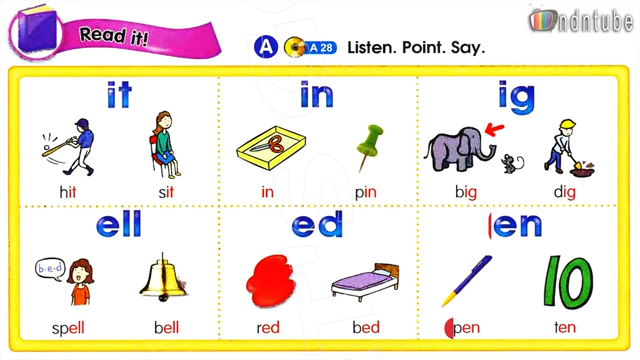 Read it!
A
A 28
Listen. Point. Say.
ndntube
it
in
ig
hit
sit
in
pin
big
dig
ell
ed
en
b-e-d
10
spell
bell
red
bed
pen
ten